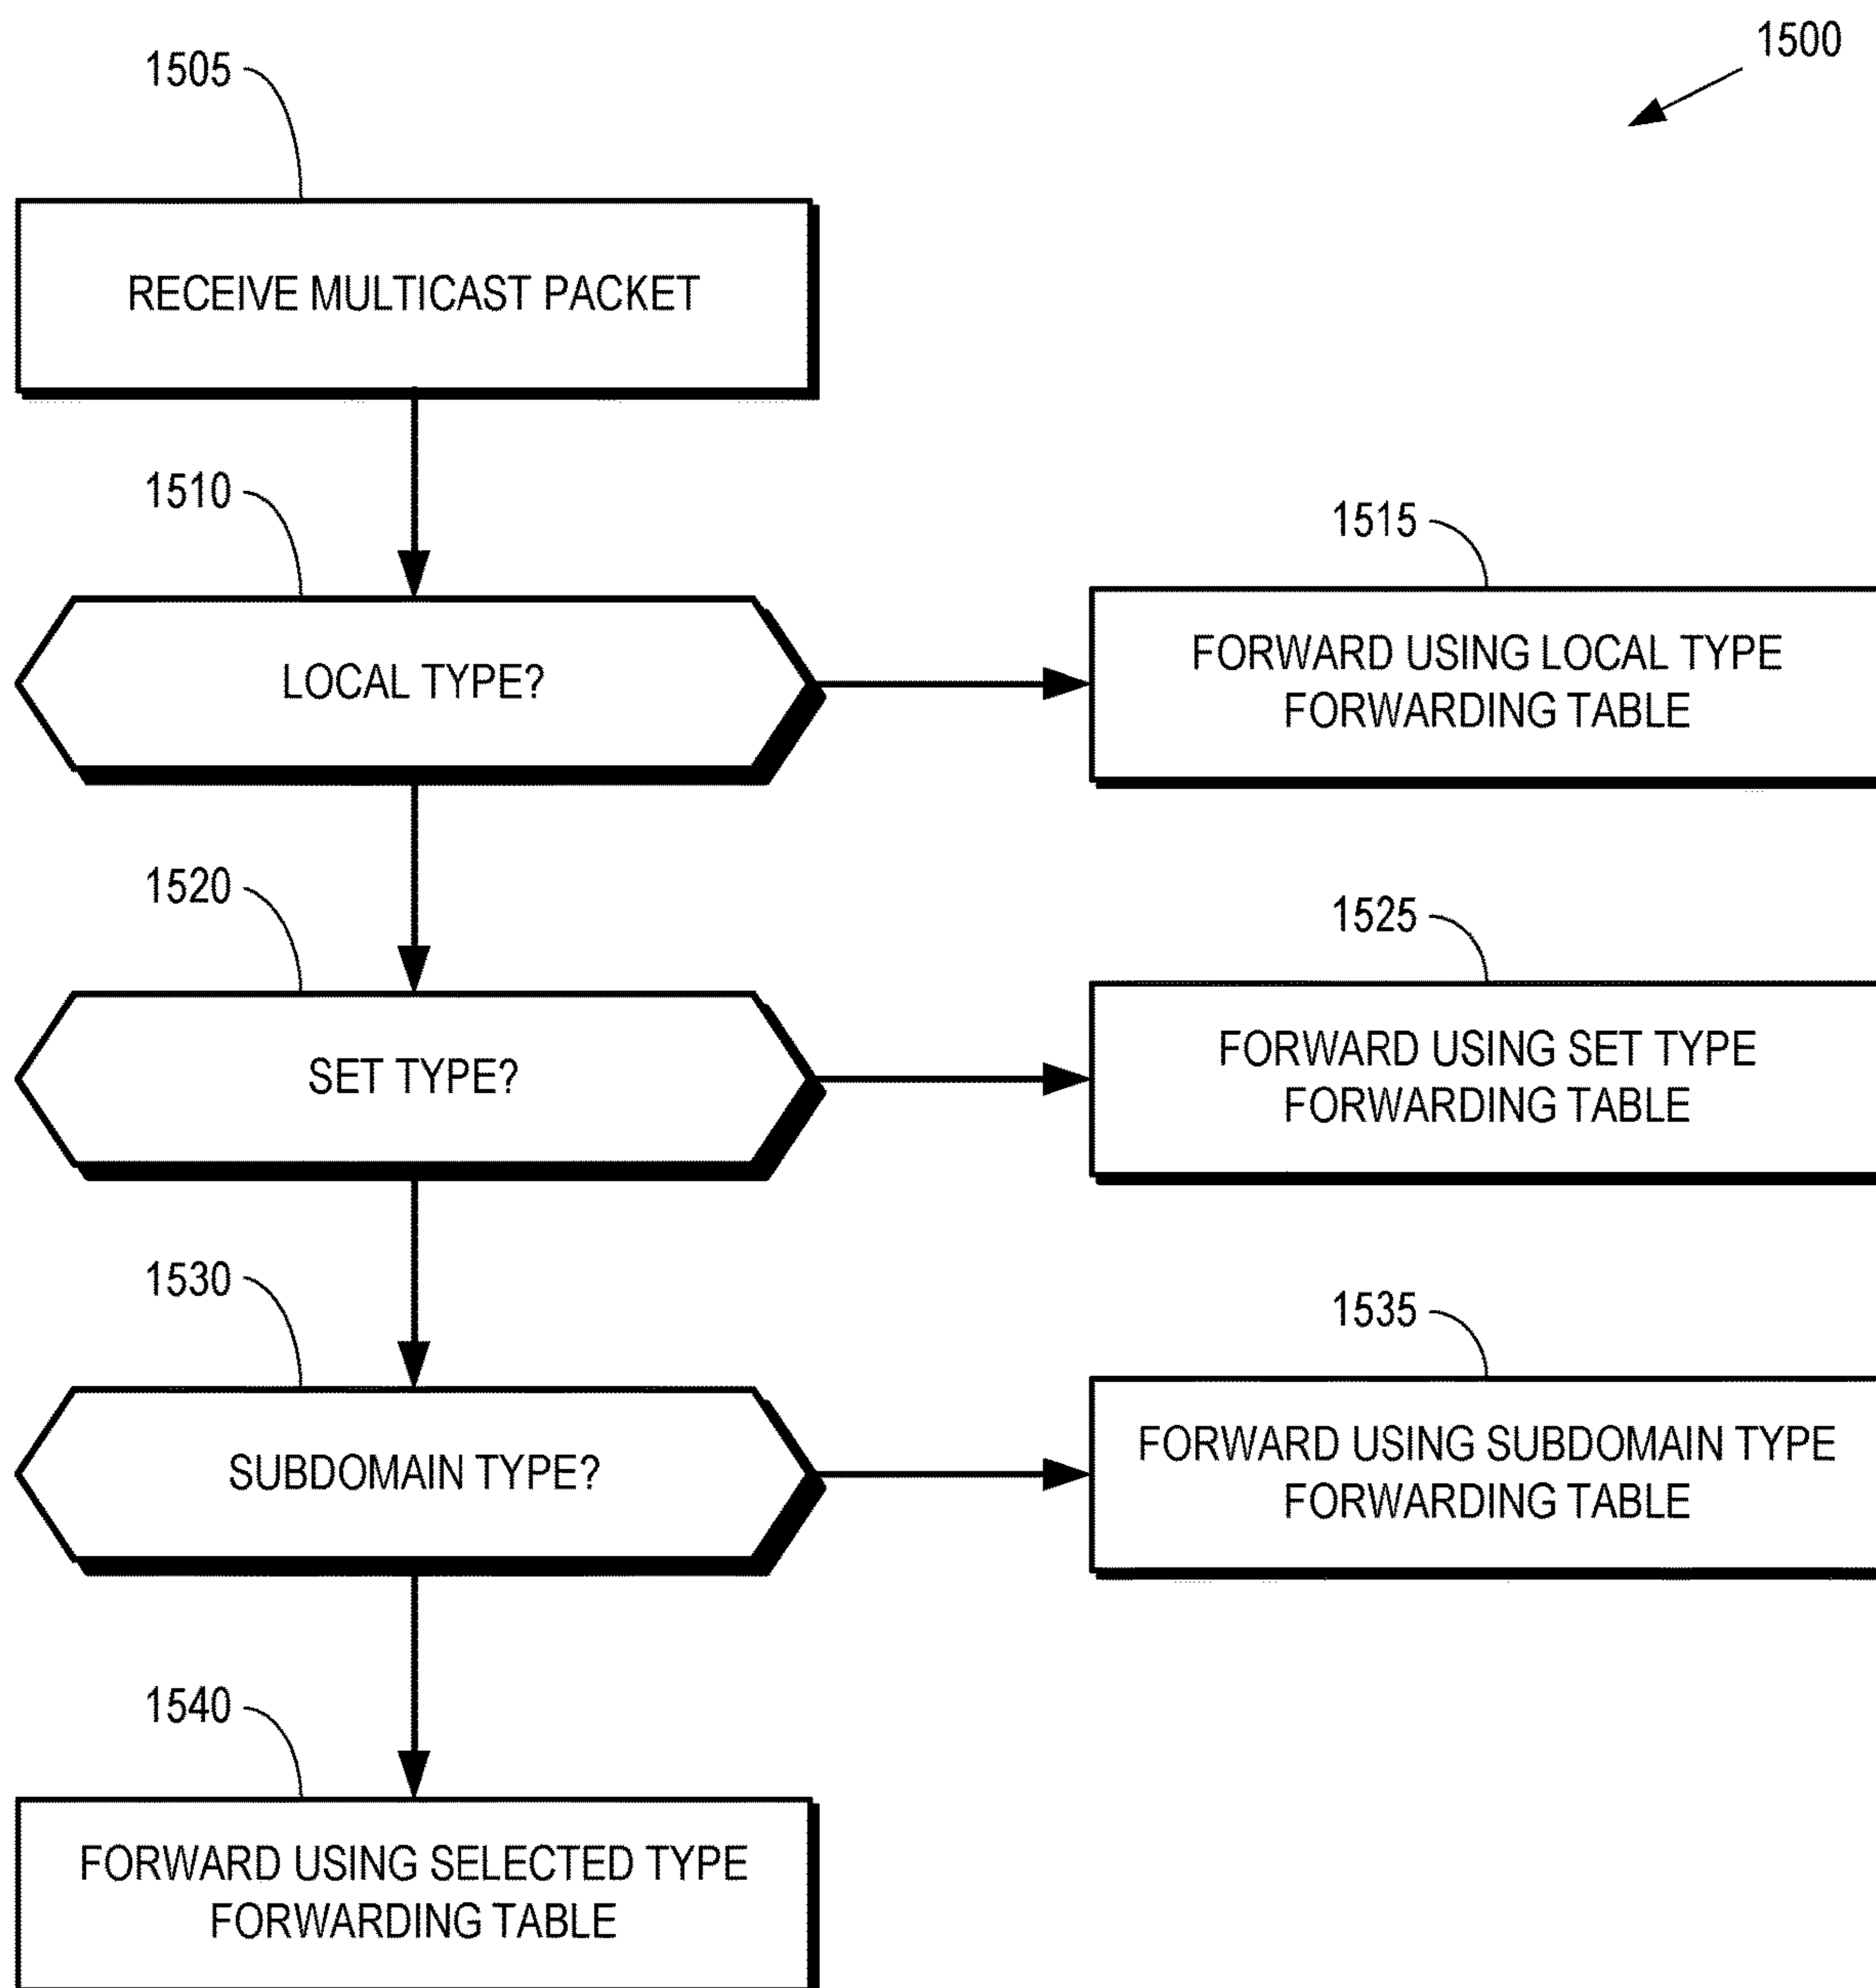 1500
1505
RECEIVE MULTICAST PACKET
1510
LOCAL TYPE?
1515
FORWARD USING LOCAL TYPE
FORWARDING TABLE
1520
SET TYPE?
1525
FORWARD USING SET TYPE
FORWARDING TABLE
1530
SUBDOMAIN TYPE?
1535
FORWARD USING SUBDOMAIN TYPE
FORWARDING TABLE
1540
FORWARD USING SELECTED TYPE
FORWARDING TABLE